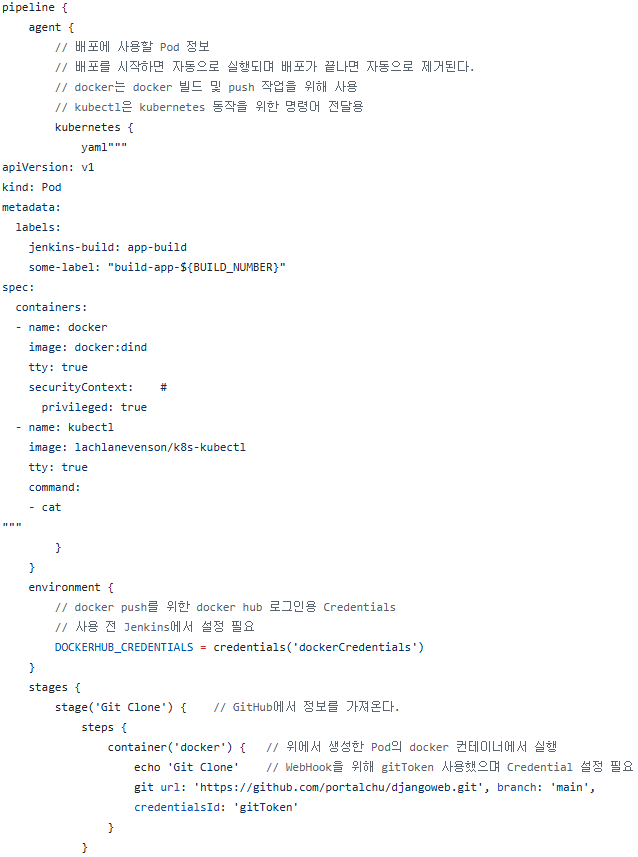 pipeline {
    agent {
        // 배포에 사용할 Pod 정보
        // 배포를 시작하면 자동으로 실행되며 배포가 끝나면 자동으로 제거된다.
        // docker는 docker 빌드 및 push 작업을 위해 사용
        // kubectl은 kubernetes 동작을 위한 명령어 전달용
        kubernetes {
            yaml"""
apiVersion: v1
kind: Pod
metadata:
  labels:
    jenkins-build: app-build
    some-label: "build-app-${BUILD_NUMBER}"
spec:
  containers:
  - name: docker
    image: docker:dind
    tty: true
    securityContext:    #
      privileged: true
  - name: kubectl
    image: lachlanevenson/k8s-kubectl
    tty: true
    command:
    - cat
"""
        }
    }
    environment {
        // docker push를 위한 docker hub 로그인용 Credentials
        // 사용 전 Jenkins에서 설정 필요
        DOCKERHUB_CREDENTIALS = credentials('dockerCredentials')
    }
    stages {
        stage('Git Clone') {    // GitHub에서 정보를 가져온다.
            steps {
                container('docker') {   // 위에서 생성한 Pod의 docker 컨테이너에서 실행
                    echo 'Git Clone'    // WebHook을 위해 gitToken 사용했으며 Credential 설정 필요
                    git url: 'https://github.com/portalchu/djangoweb.git', branch: 'main',
                    credentialsId: 'gitToken'
                }
            }